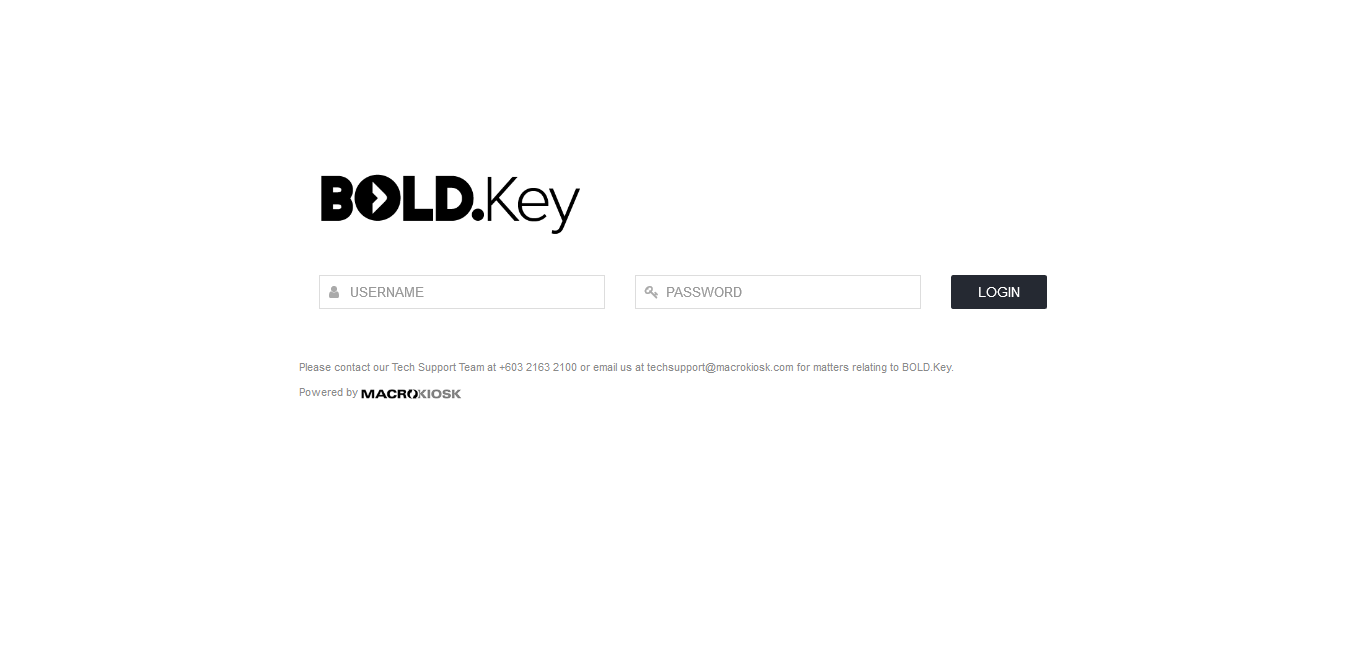 BOLD.Key
USERNAME
PASSWORD
LOGIN
Please contact our Tech Support Team at +603 2163 2100 or email us at techsupport@macrokiosk.com for matters relating to BOLD.Key.
Powered by MACROKIOSK